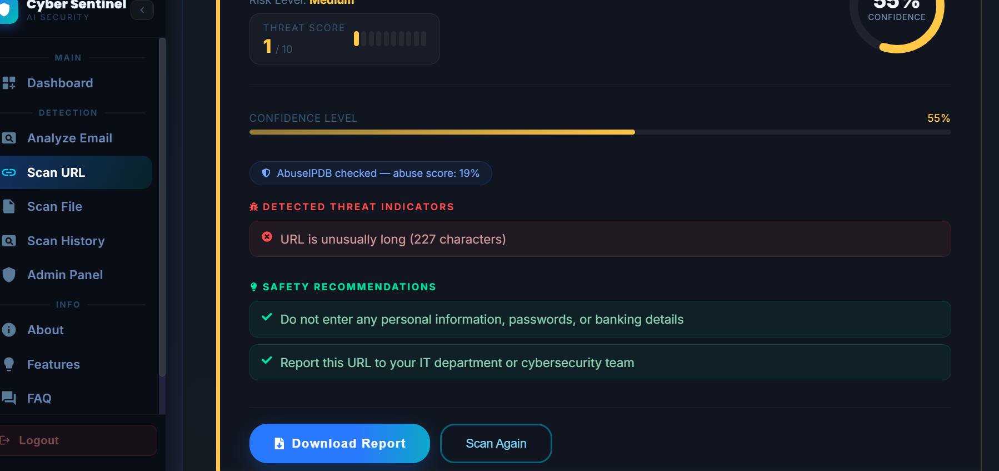 Cyber Sentinel
AI SECURITY
MAIN
Dashboard
DETECTION
Analyze Email
Scan URL
Scan File
Scan History
Admin Panel
INFO
About
Features
FAQ
Logout
Risk Level: Medium
THREAT SCORE
1 / 10
55%
CONFIDENCE
CONFIDENCE LEVEL
55%
AbuseIPDB checked — abuse score: 19%
DETECTED THREAT INDICATORS
URL is unusually long (227 characters)
SAFETY RECOMMENDATIONS
Do not enter any personal information, passwords, or banking details
Report this URL to your IT department or cybersecurity team
Download Report
Scan Again